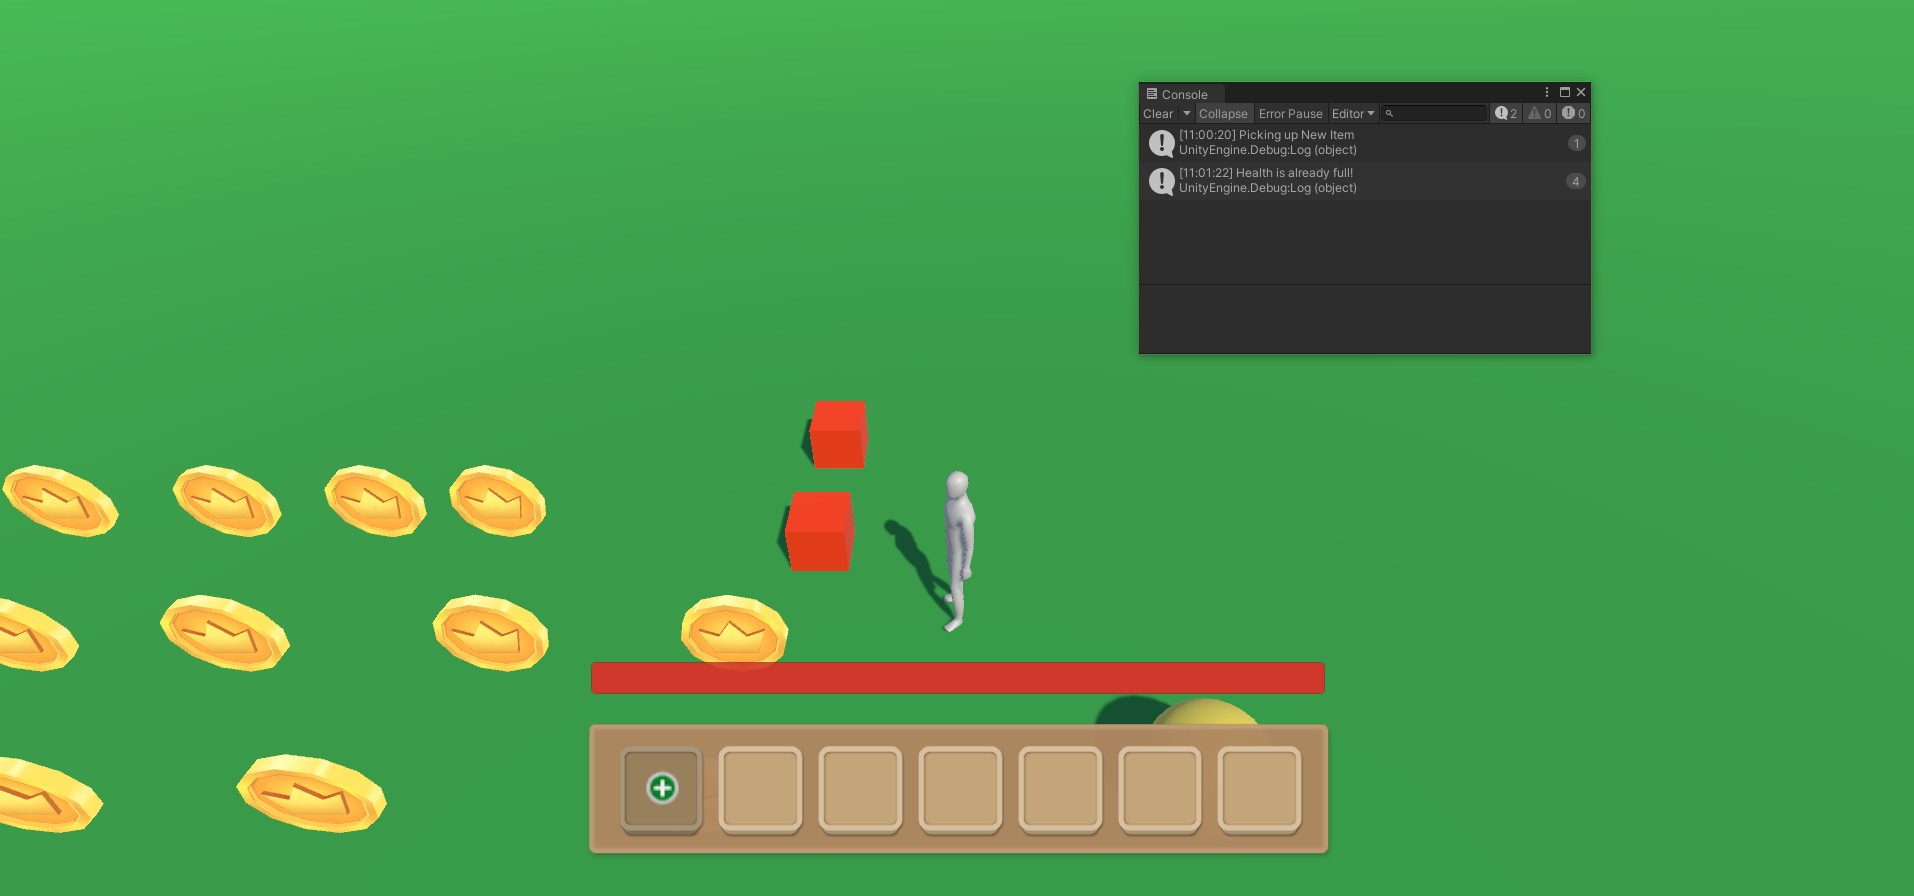 Console
Clear Collapse Error Pause Editor 2 0 0
[11:00:20] Picking up New Item
UnityEngine.Debug:Log (object) 1
[11:01:22] Health is already full!
UnityEngine.Debug:Log (object) 4